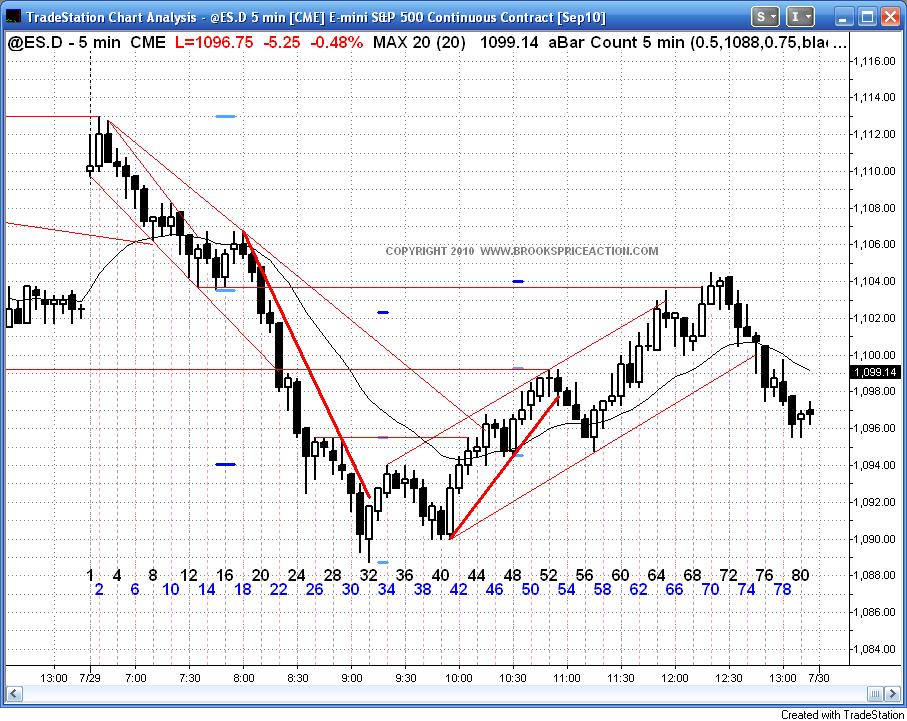 TradeStation Chart Analysis - @ES.D 5 min [CME] E-mini S&P 500 Continuous Contract [Sep10]
S I
@ES.D - 5 min CME L=1096.75 -5.25 -0.48% MAX 20 (20) 1099.14 aBar Count 5 min (0.5,1088,0.75,bla ...
1,116.00
1,114.00
1,112.00
1,110.00
1,108.00
1,106.00
COPYRIGHT 2010 WWW.BROOKSPRICEACTION.COM
1,104.00
1,102.00
1,100.00
1,099.14
1,098.00
1,096.00
1,094.00
1,092.00
1,090.00
1,088.00
1 4 8 12 16 20 24 28 32 36 40 44 48 52 56 60 64 68 72 76 80
2 6 10 14 18 22 26 30 34 38 42 46 50 54 58 62 66 70 74 78
1,086.00
1,084.00
13:00 7/29 7:00 7:30 8:00 8:30 9:00 9:30 10:00 10:30 11:00 11:30 12:00 12:30 13:00 7/30
Created with TradeStation